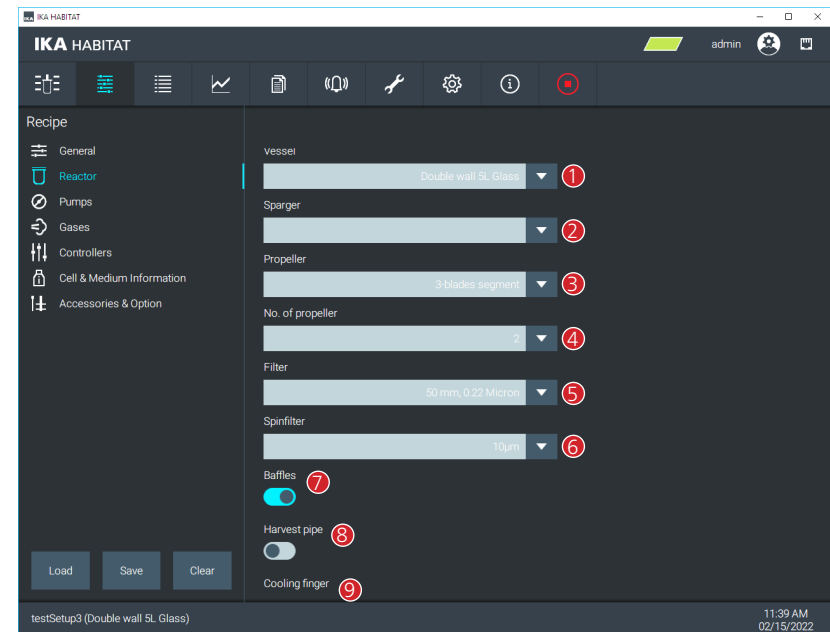 IKA HABITAT
IKA HABITAT
admin
Recipe
General
Reactor
Pumps
Gases
Controllers
Cell & Medium Information
Accessories & Option
Load Save Clear
Vessel
Double wall 5L Glass 1
Sparger
2
Propeller
3-blades segment 3
No. of propeller
2 4
Filter
50 mm, 0.22 Micron 5
Spinfilter
10µm 6
Baffles
7
Harvest pipe
8
Cooling finger
9
testSetup3 (Double wall 5L Glass)
11:39 AM
02/15/2022